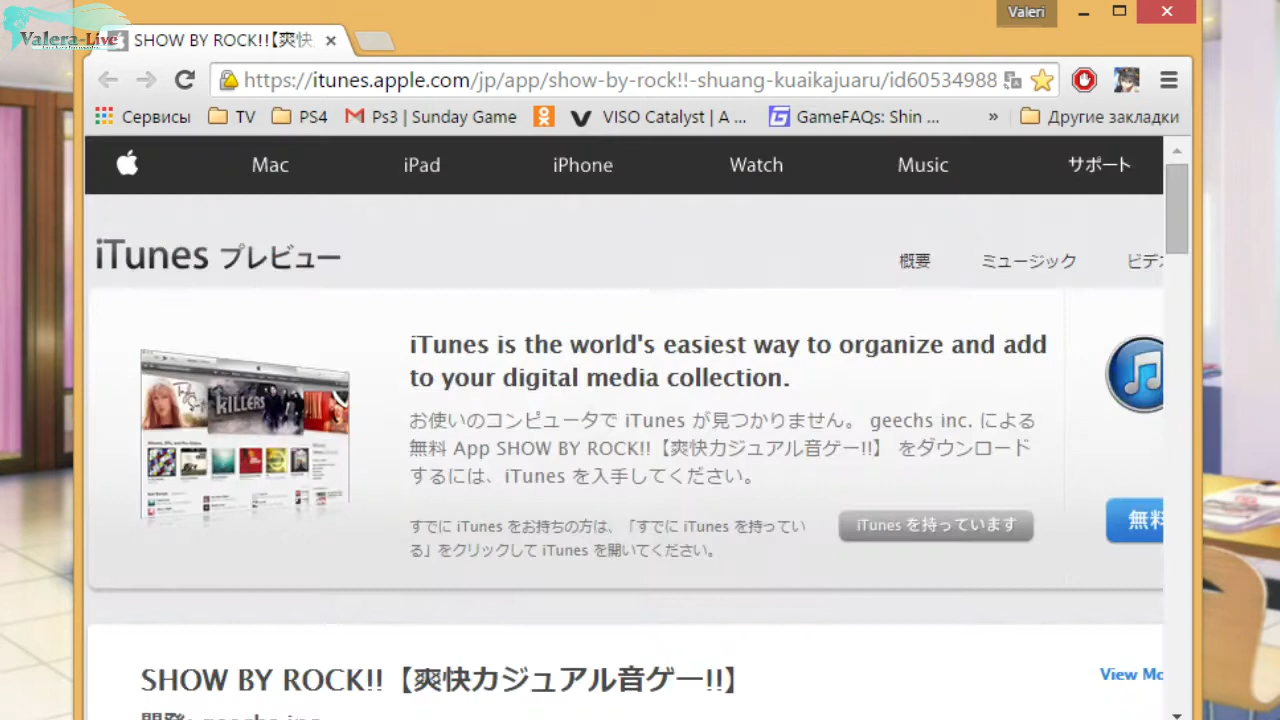 Valeri
Valera-Live
SHOW BY ROCK!!【爽快
https://itunes.apple.com/jp/app/show-by-rock!!-shuang-kuaikajuaru/id60534988
Сервисы TV PS4 Ps3 | Sunday Game VISO Catalyst | A ... GameFAQs: Shin ... » Другие закладки
Mac iPad iPhone Watch Music サポート
iTunes プレビュー
概要 ミュージック ビデ
iTunes is the world's easiest way to organize and add
to your digital media collection.
お使いのコンピュータで iTunes が見つかりません。 geechs inc. による
無料 App SHOW BY ROCK!!【爽快カジュアル音ゲー!!】 をダウンロード
するには、iTunes を入手してください。
すでに iTunes をお持ちの方は、「すでに iTunes を持ってい
る」をクリックして iTunes を開いてください。
iTunes を持っています
無料
KILLERS
SHOW BY ROCK!!【爽快カジュアル音ゲー!!】
View Mo
開発: geechs inc.